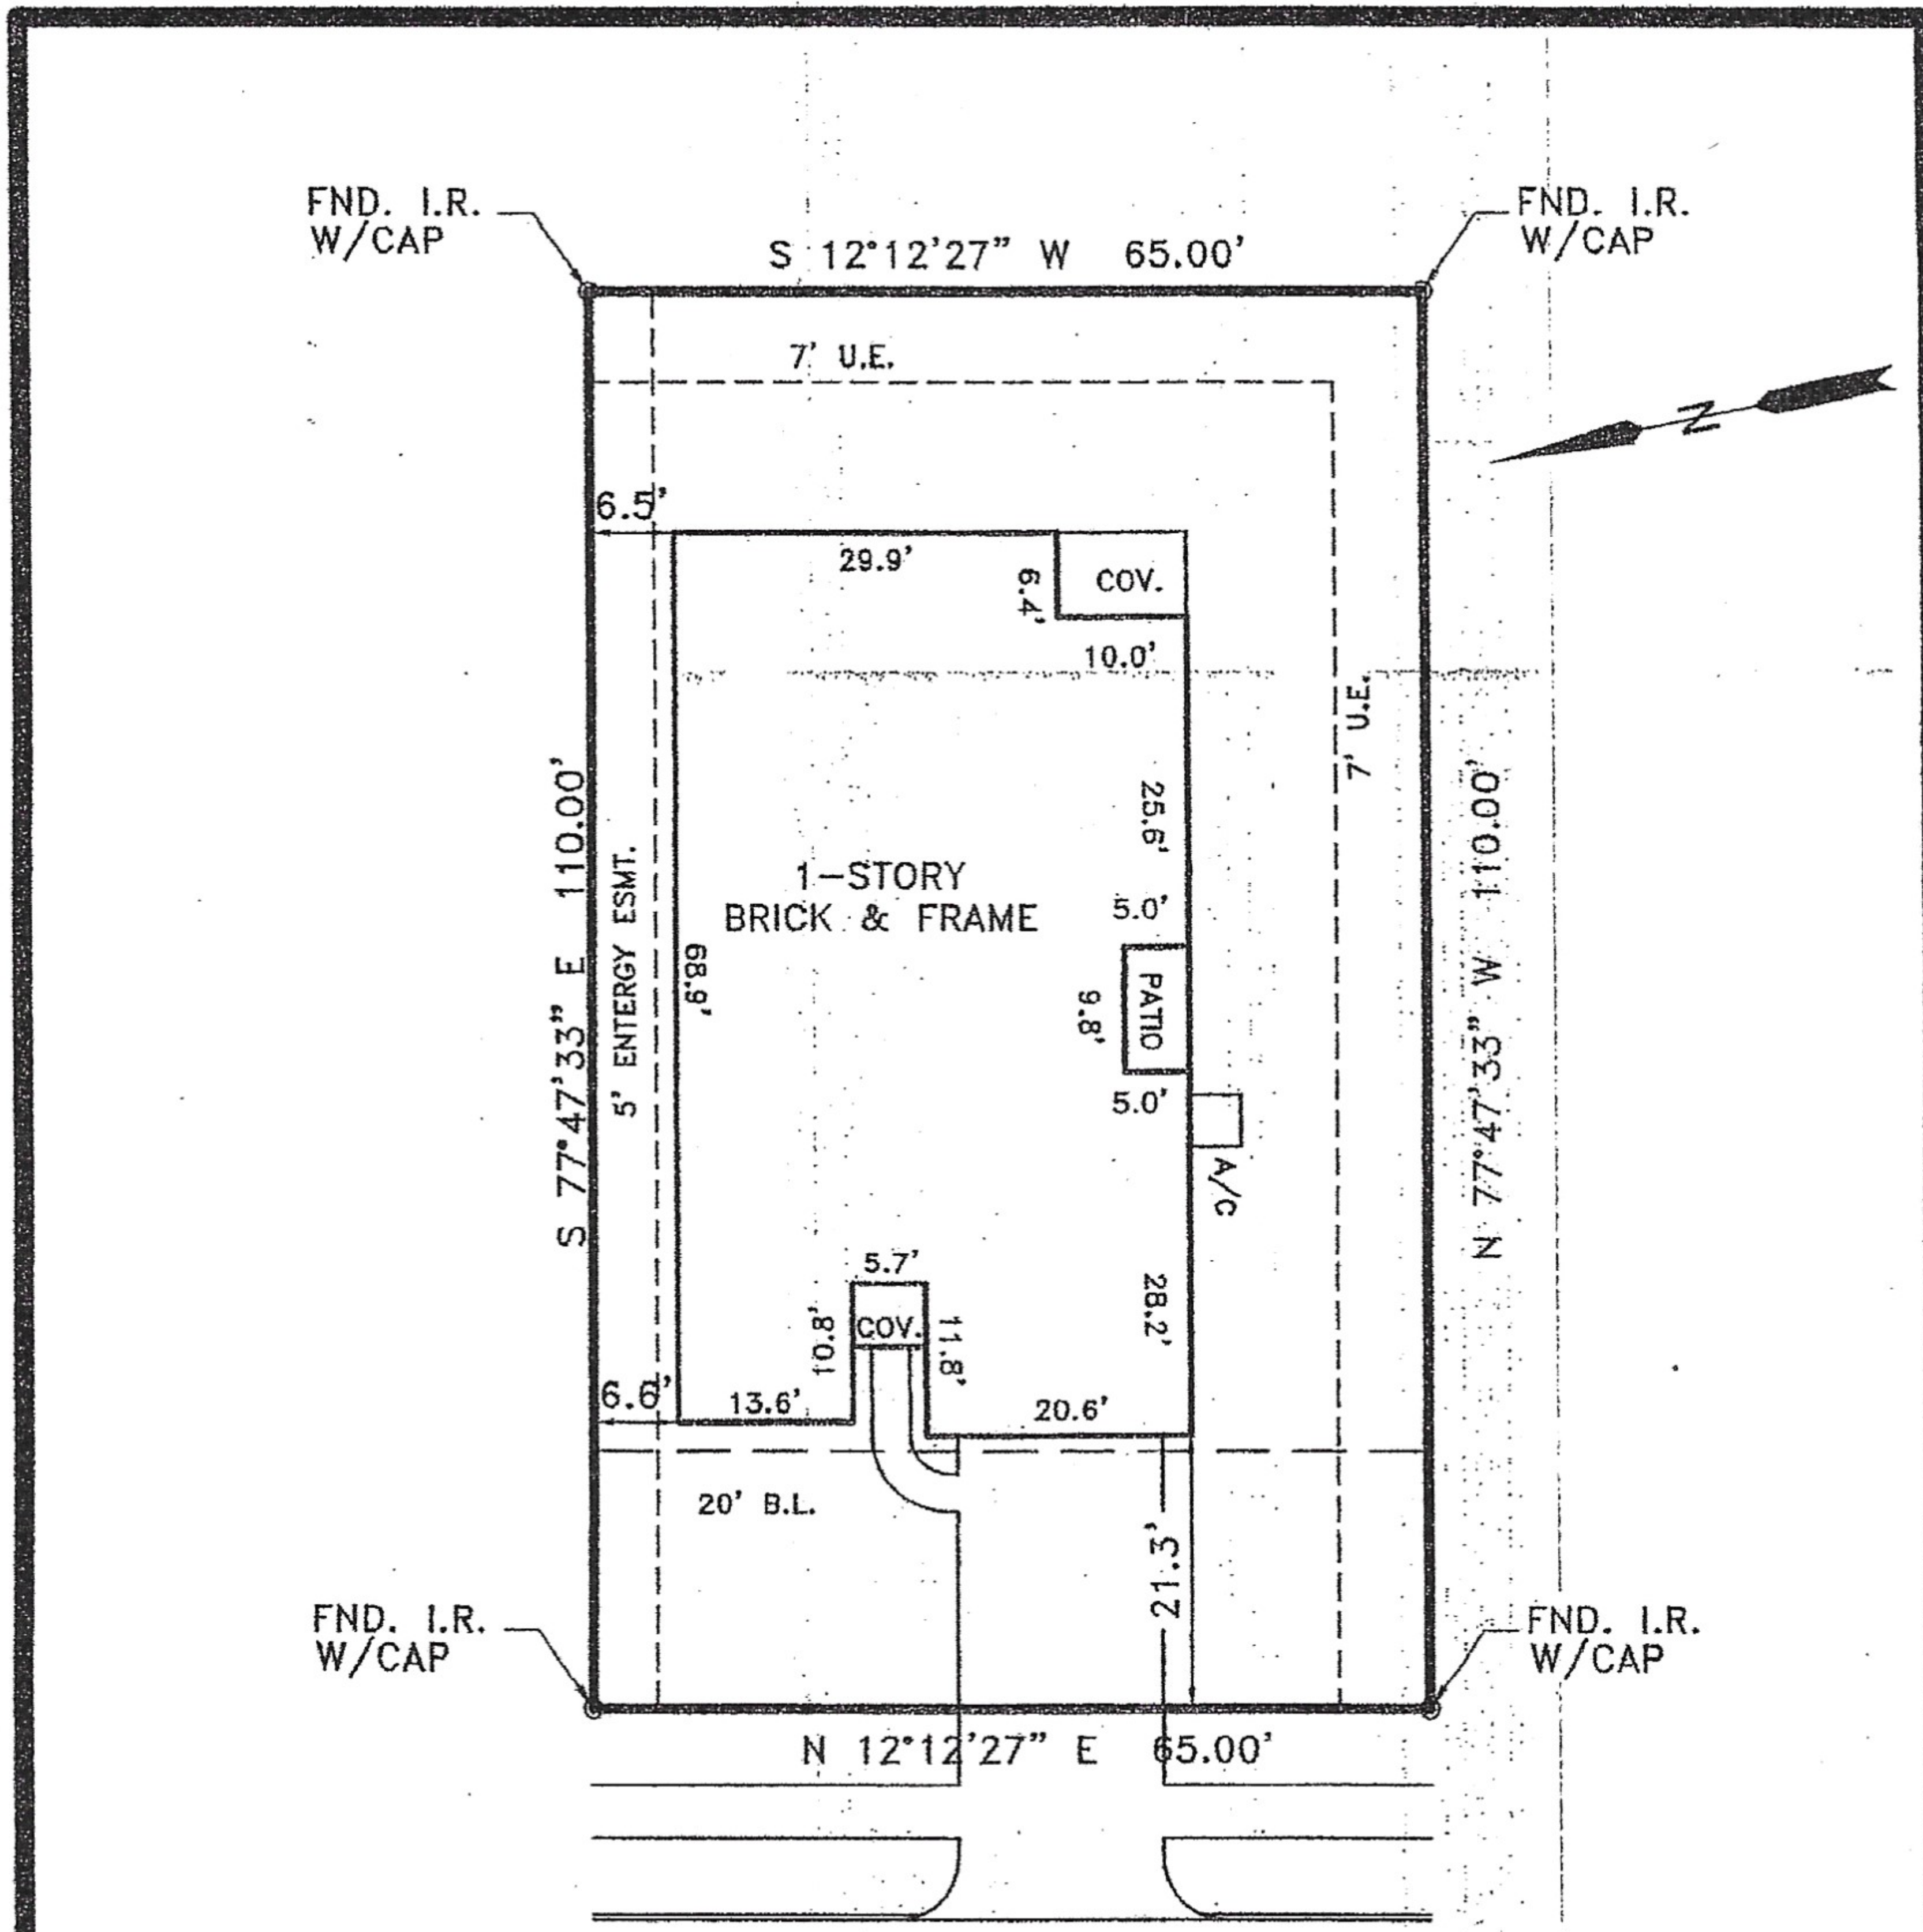 FND. I.R.
W/CAP
FND. I.R.
W/CAP
S 12°12'27" W 65.00'
7' U.E.
N
6.5'
29.9'
6.4'
COV.
10.0'
7' U.E.
25.6'
S 77°47'33" E 110.00'
5' ENTERGY ESMT.
1-STORY
BRICK & FRAME
68.9'
5.0'
PATIO
9.8'
5.0'
A/C
N 77°47'33" W 110.00'
5.7'
10.8'
COV.
11.8'
28.2'
6.6'
13.6'
20.6'
20' B.L.
21.3'
FND. I.R.
W/CAP
FND. I.R.
W/CAP
N 12°12'27" E 65.00'